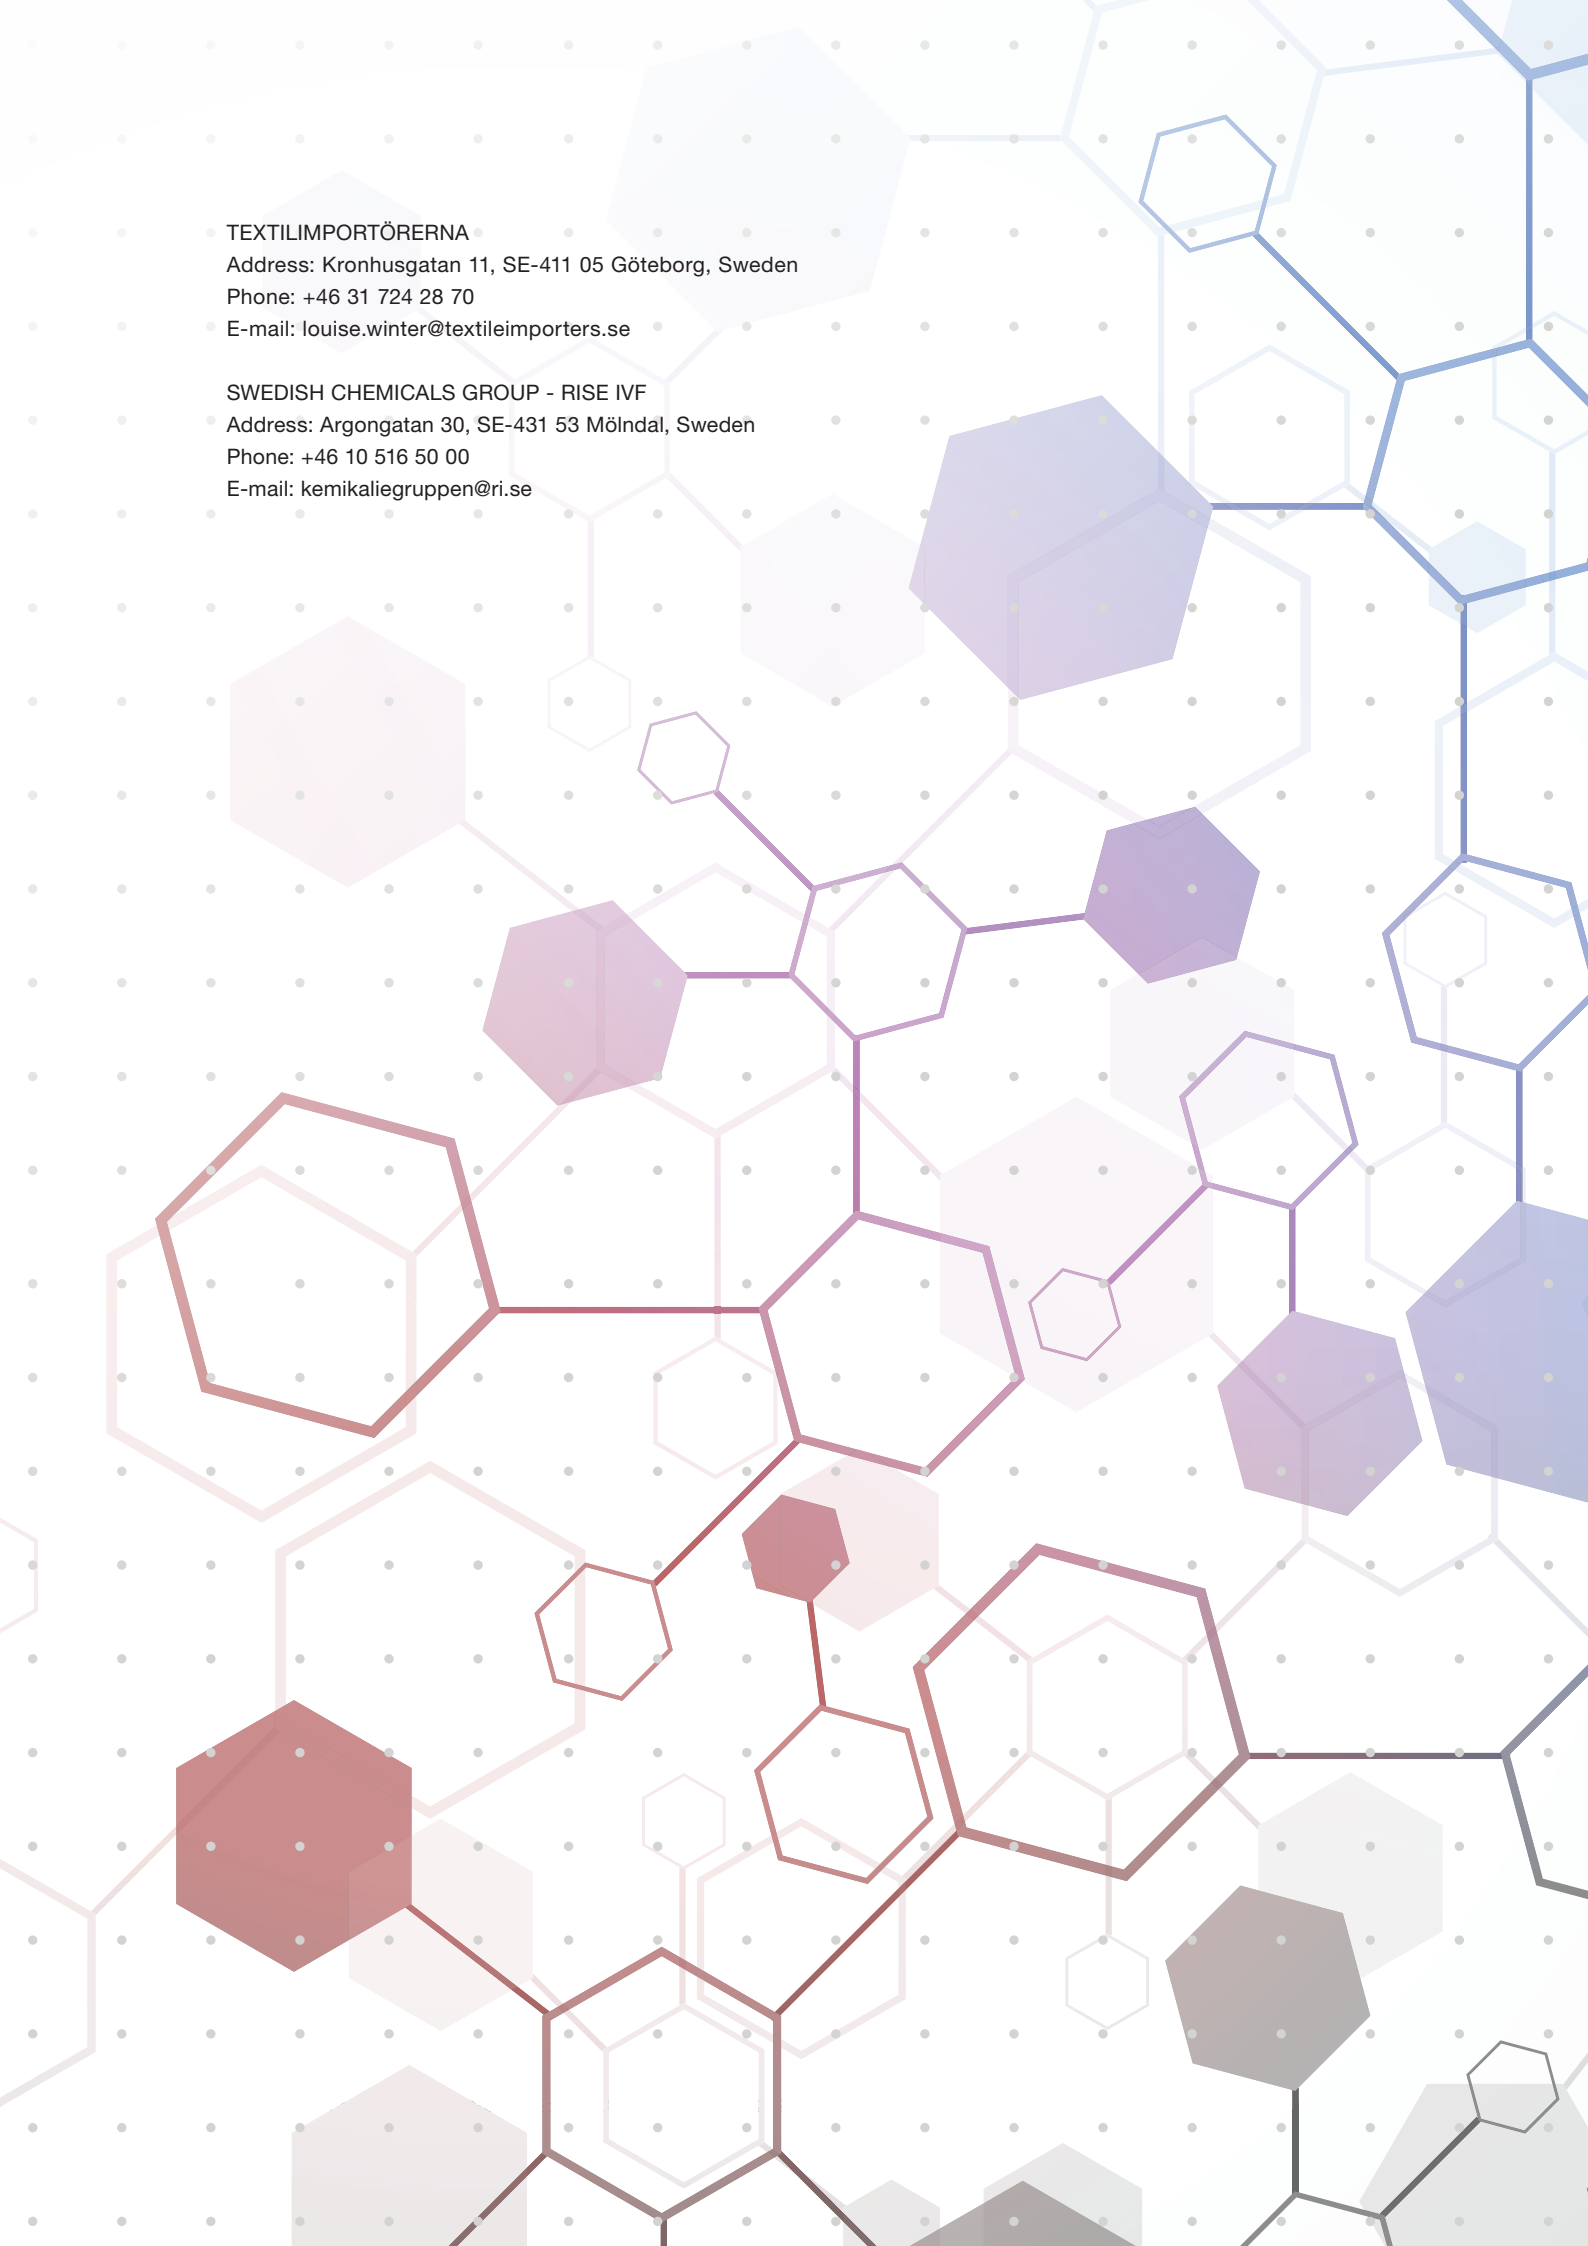 TEXTILIMPORTÖRERNA
Address: Kronhusgatan 11, SE-411 05 Göteborg, Sweden
Phone: +46 31 724 28 70
E-mail: louise.winter@textileimporters.se
SWEDISH CHEMICALS GROUP - RISE IVF
Address: Argongatan 30, SE-431 53 Mölndal, Sweden
Phone: +46 10 516 50 00
E-mail: kemikaliegruppen@ri.se